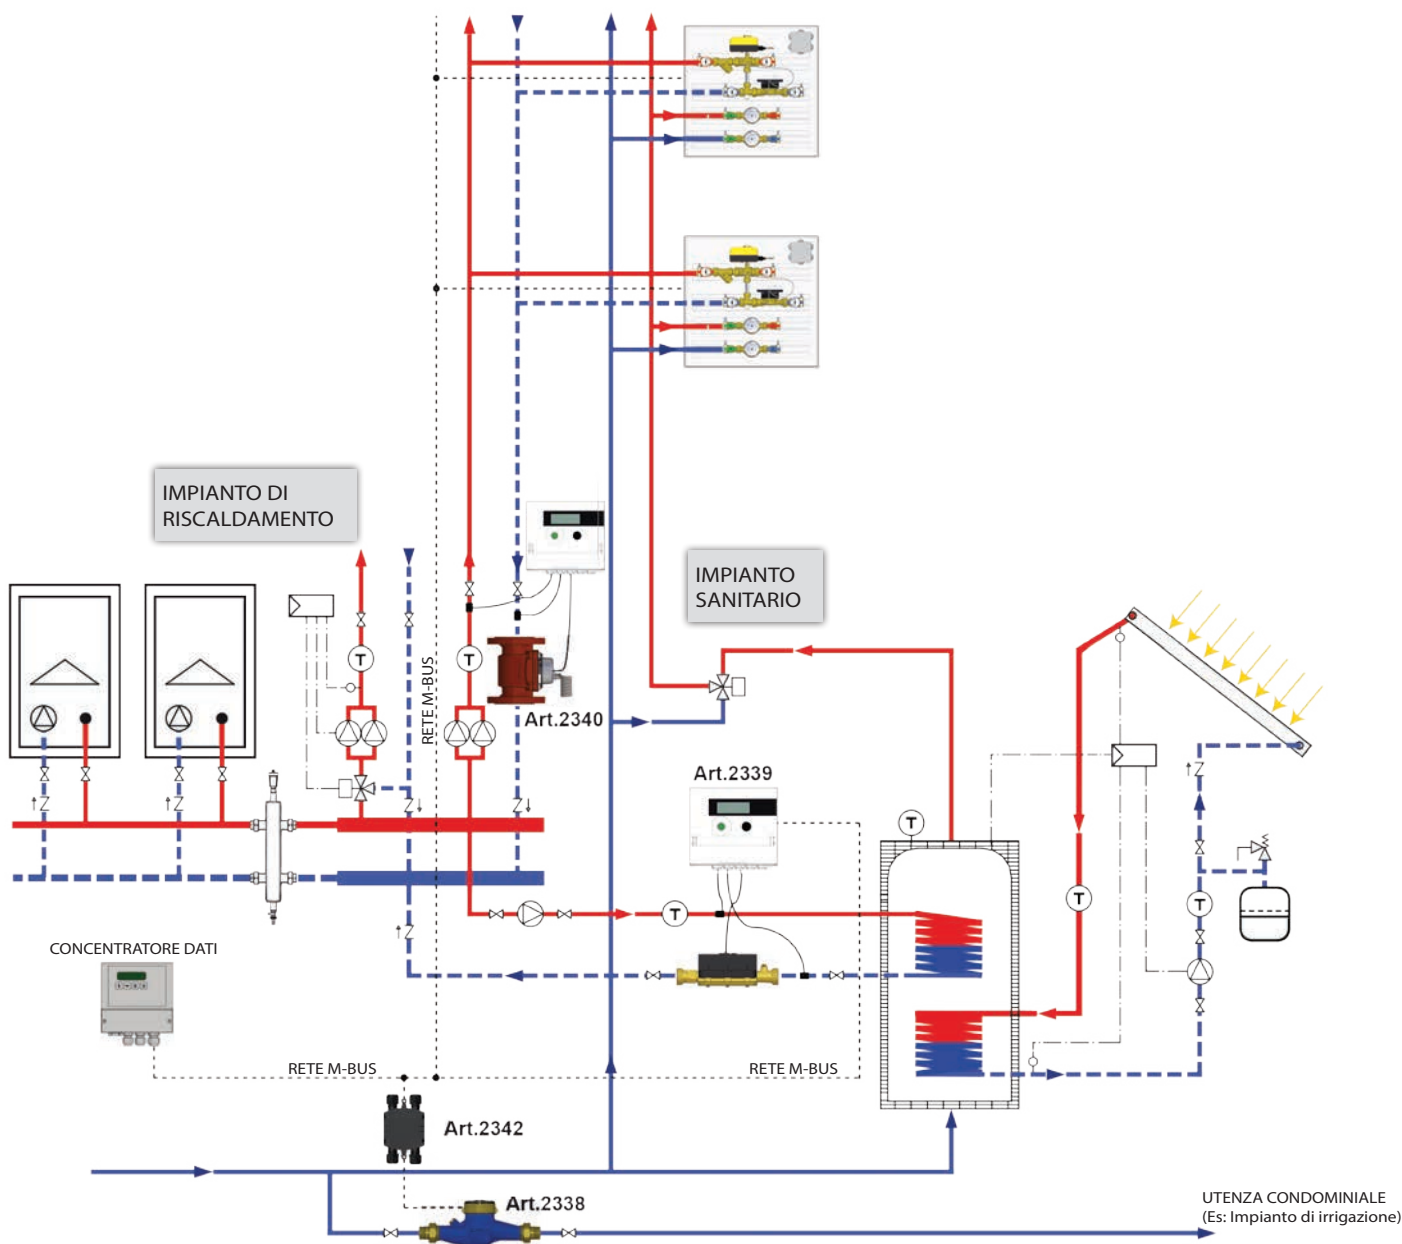 IMPIANTO DI
RISCALDAMENTO
IMPIANTO
SANITARIO
T
T
RETE M-BUS
Art.2340
Art.2339
T
T
T
T
CONCENTRATORE DATI
RETE M-BUS
RETE M-BUS
Art.2342
Art.2338
UTENZA CONDOMINIALE
(Es: Impianto di irrigazione)